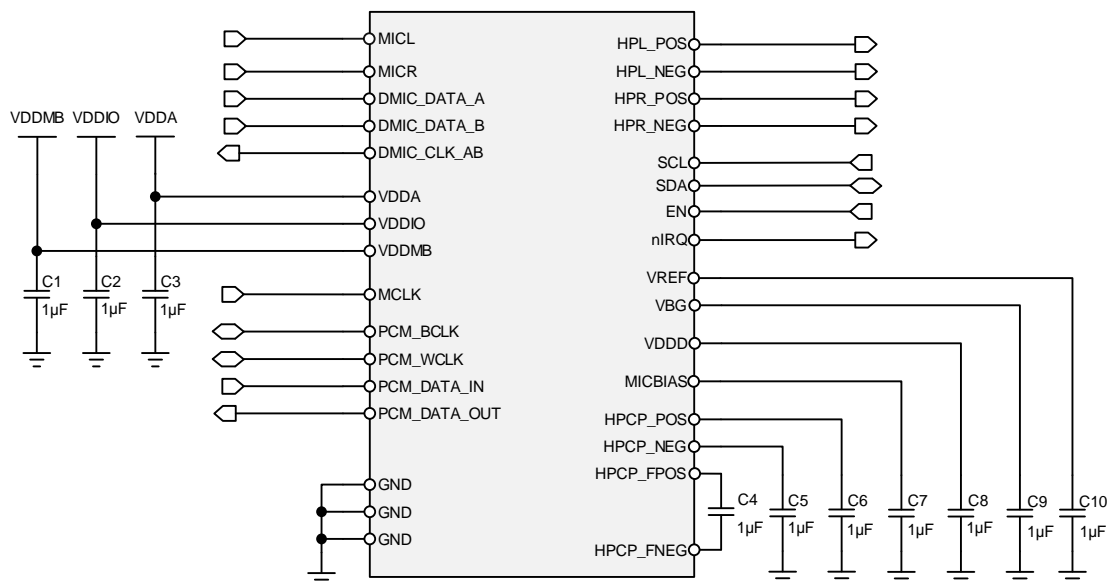 MICL
MICR
DMIC_DATA_A
DMIC_DATA_B
DMIC_CLK_AB
VDDMB VDDIO VDDA
VDDA
VDDIO
VDDMB
C1 C2 C3
1µF 1µF 1µF
MCLK
PCM_BCLK
PCM_WCLK
PCM_DATA_IN
PCM_DATA_OUT
GND
GND
GND
HPL_POS
HPL_NEG
HPR_POS
HPR_NEG
SCL
SDA
EN
nIRQ
VREF
VBG
VDDD
MICBIAS
HPCP_POS
HPCP_NEG
HPCP_FPOS
HPCP_FNEG
C4 C5 C6 C7 C8 C9 C10
1µF 1µF 1µF 1µF 1µF 1µF 1µF